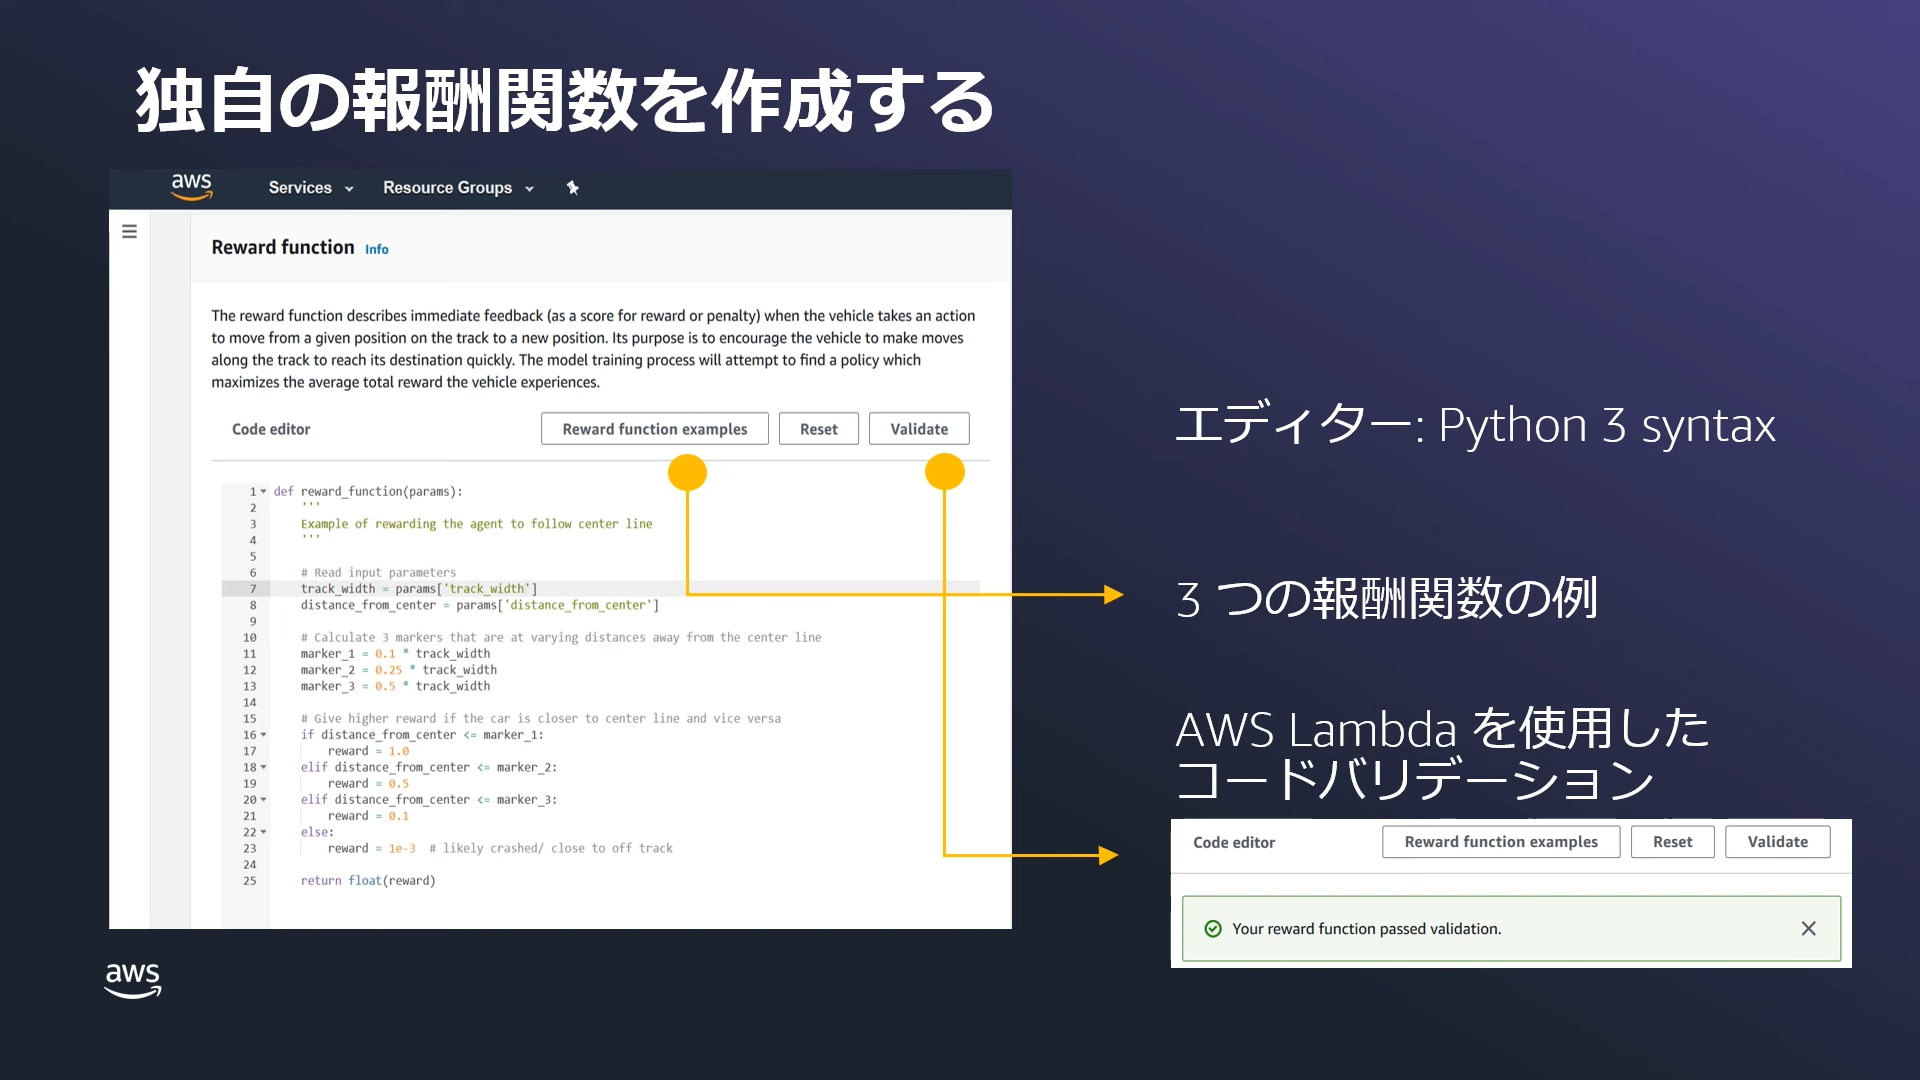 独自の報酬関数を作成する
aws Services Resource Groups
Reward function Info
The reward function describes immediate feedback (as a score for reward or penalty) when the vehicle takes an action
to move from a given position on the track to a new position. Its purpose is to encourage the vehicle to make moves
along the track to reach its destination quickly. The model training process will attempt to find a policy which
maximizes the average total reward the vehicle experiences.
Code editor Reward function examples Reset Validate
1 def reward_function(params):
2 '''
3 Example of rewarding the agent to follow center line
4 '''
5
6 # Read input parameters
7 track_width = params['track_width']
8 distance_from_center = params['distance_from_center']
9
10 # Calculate 3 markers that are at varying distances away from the center line
11 marker_1 = 0.1 * track_width
12 marker_2 = 0.25 * track_width
13 marker_3 = 0.5 * track_width
14
15 # Give higher reward if the car is closer to center line and vice versa
16 if distance_from_center <= marker_1:
17 reward = 1.0
18 elif distance_from_center <= marker_2:
19 reward = 0.5
20 elif distance_from_center <= marker_3:
21 reward = 0.1
22 else:
23 reward = 1e-3 # likely crashed/ close to off track
24
25 return float(reward)
エディター: Python 3 syntax
3 つの報酬関数の例
AWS Lambda を使用した
コードバリデーション
Code editor Reward function examples Reset Validate
Your reward function passed validation.
aws